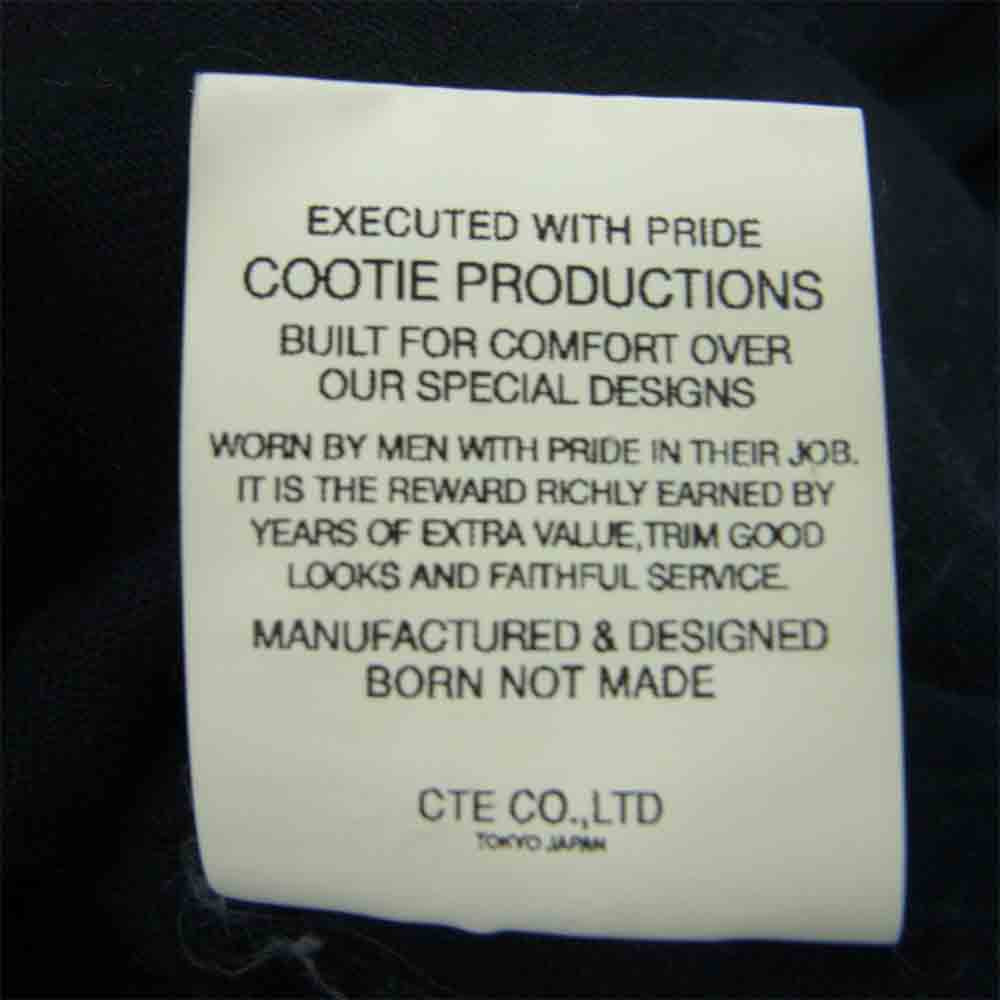 EXECUTED WITH PRIDE
COOTIE PRODUCTIONS
BUILT FOR COMFORT OVER
OUR SPECIAL DESIGNS
WORN BY MEN WITH PRIDE IN THEIR JOB.
IT IS THE REWARD RICHLY EARNED BY
YEARS OF EXTRA VALUE,TRIM GOOD
LOOKS AND FAITHFUL SERVICE.
MANUFACTURED & DESIGNED
BORN NOT MADE
CTE CO.,LTD
TOKYO JAPAN